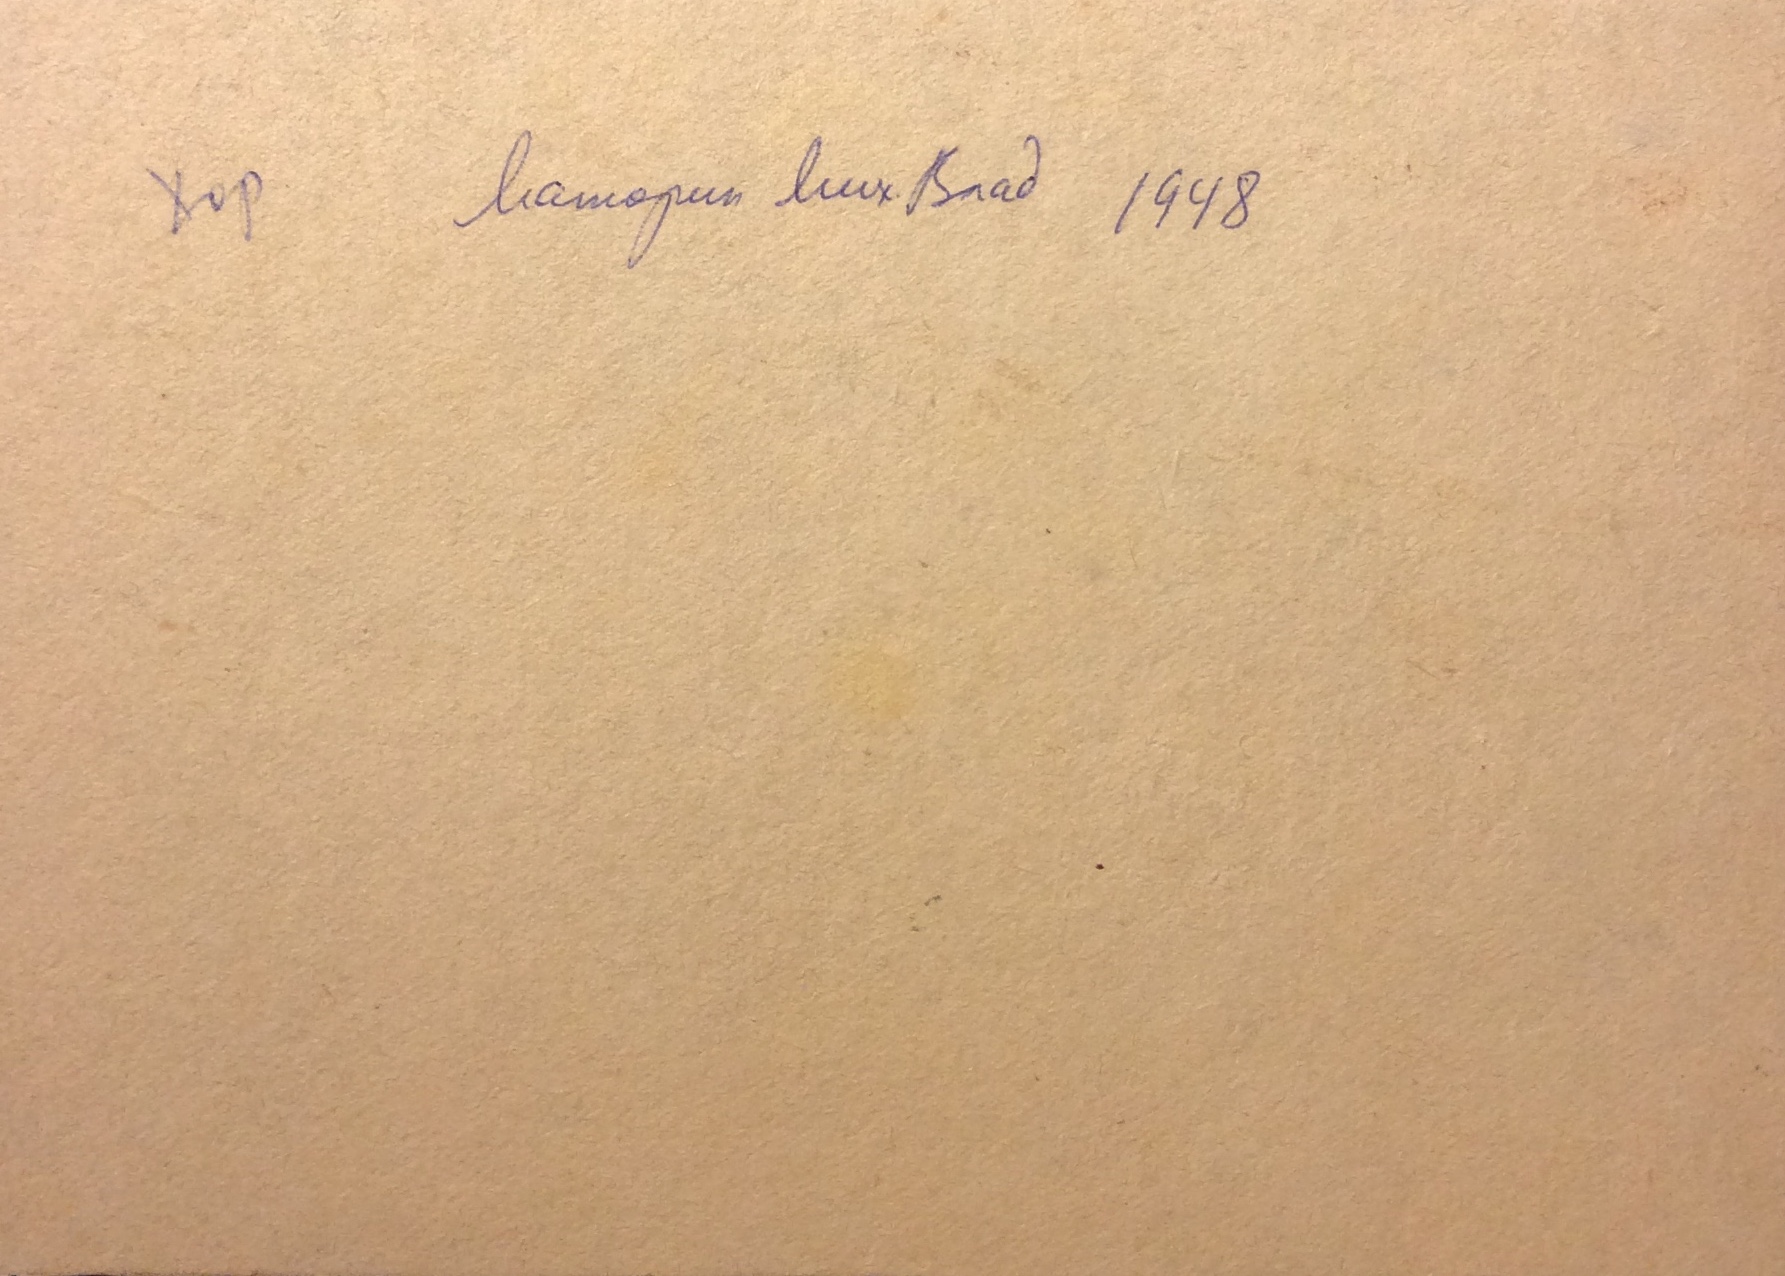 Хор Маторин Мих Влад 1948